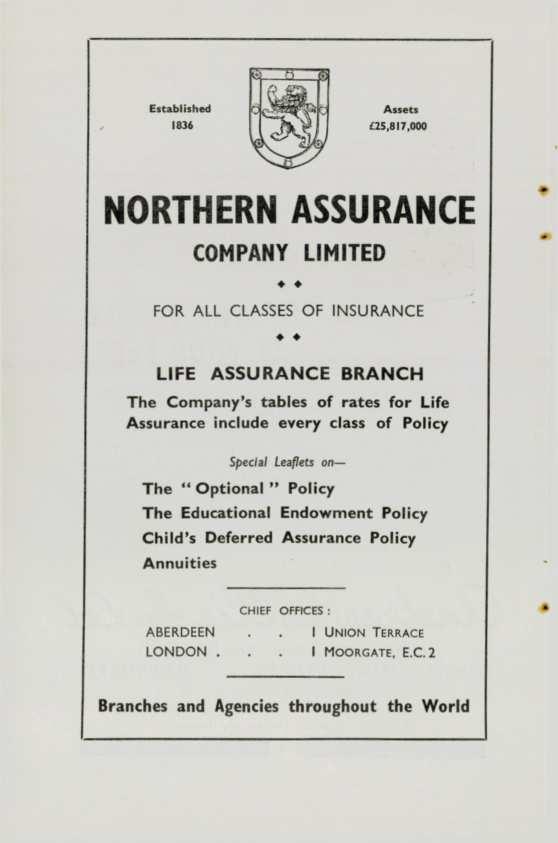 Established
1836
Assets
£25,817,000
NORTHERN ASSURANCE
COMPANY LIMITED
FOR ALL CLASSES OF INSURANCE
LIFE ASSURANCE BRANCH
The Company's tables of rates for Life
Assurance include every class of Policy
Special Leaflets on—
The “Optional” Policy
The Educational Endowment Policy
Child's Deferred Assurance Policy
Annuities
CHIEF OFFICES :
ABERDEEN . . 1 UNION TERRACE
LONDON . . . 1 MOORGATE, E.C.2
Branches and Agencies throughout the World